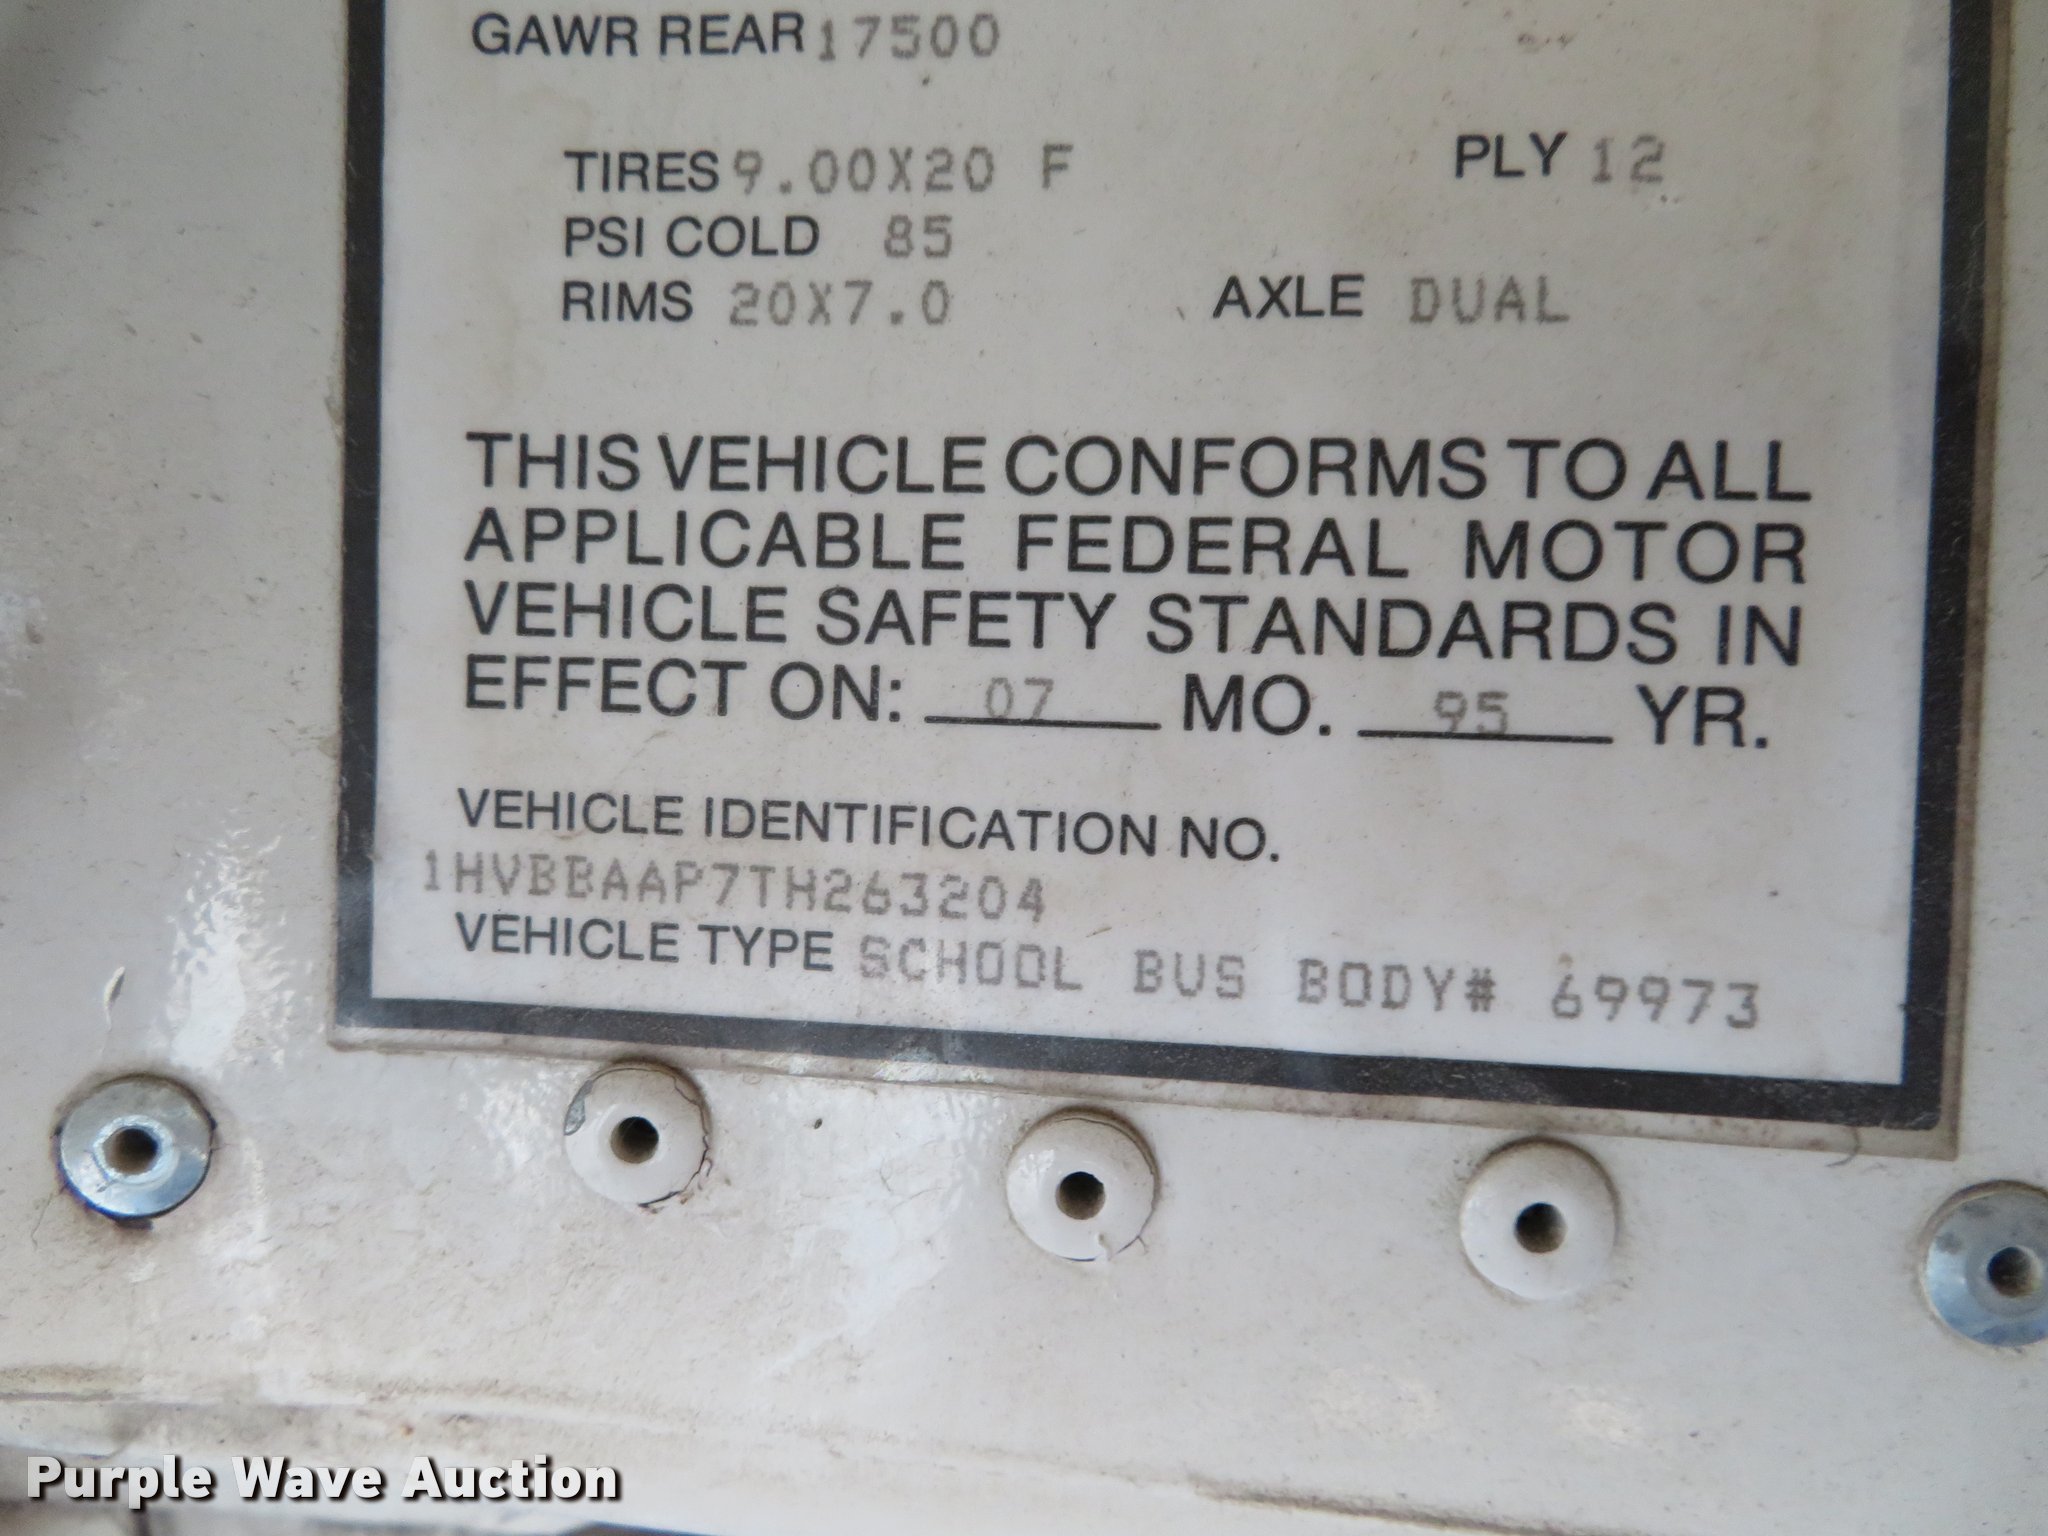 GAWR REAR 17500
TIRES 9.00X20 F PLY 12
PSI COLD 85
RIMS 20X7.0 AXLE DUAL
THIS VEHICLE CONFORMS TO ALL
APPLICABLE FEDERAL MOTOR
VEHICLE SAFETY STANDARDS IN
EFFECT ON: 07 MO. 95 YR.
VEHICLE IDENTIFICATION NO.
1HVBBAAP7TH263204
VEHICLE TYPE SCHOOL BUS BODY# 69973
Purple Wave Auction